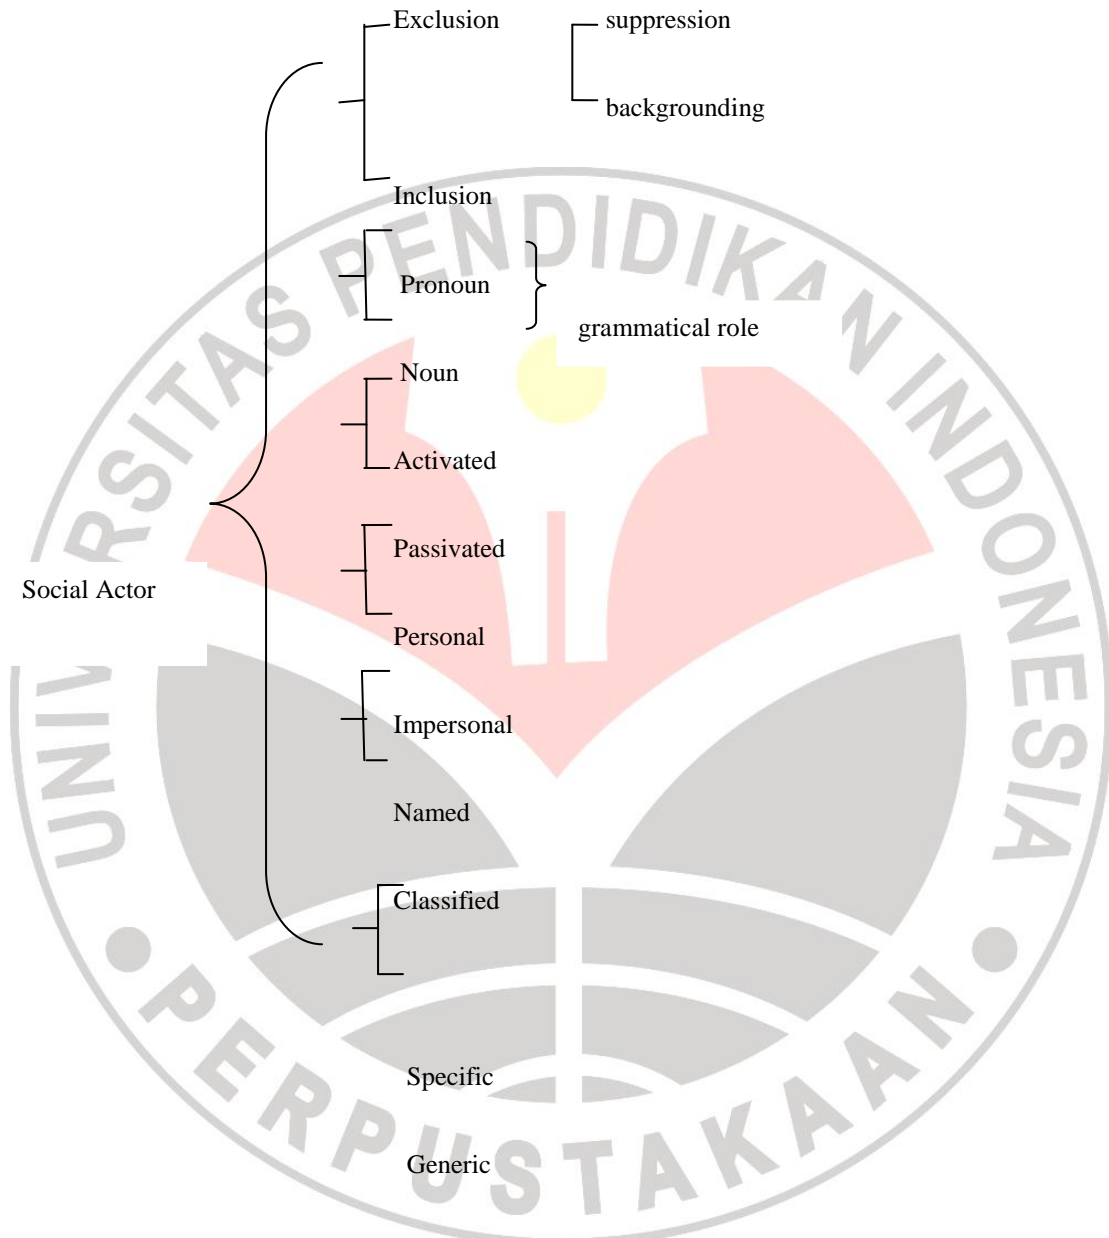 Exclusion suppression
backgrounding
Inclusion
Pronoun
grammatical role
Noun
Activated
Passivated
Social Actor
Personal
Impersonal
Named
Classified
Specific
Generic
UNIVERSITAS PENDIDIKAN INDONESIA
PERPUSTAKAAN